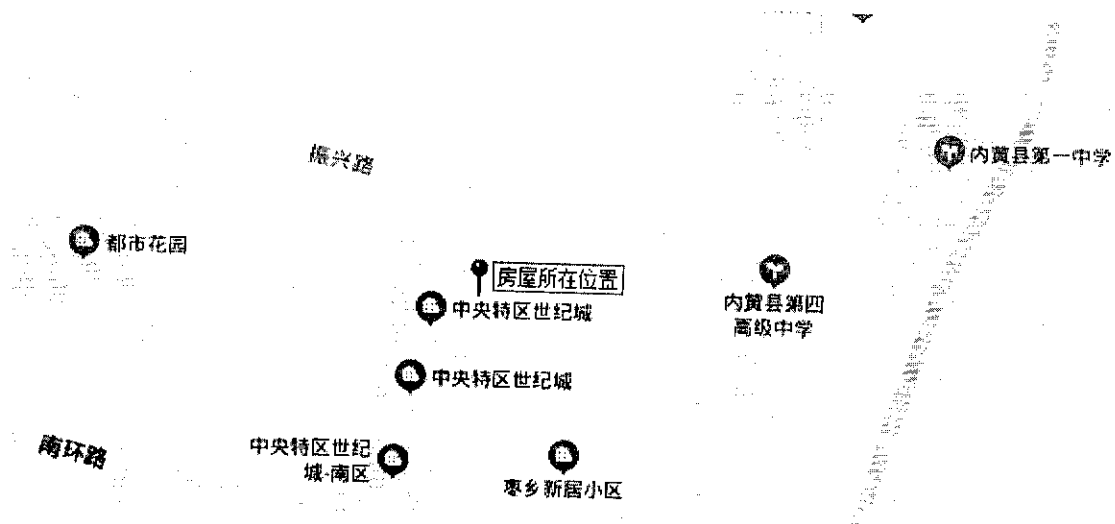 振兴路
内黄县第一中学
都市花园
房屋所在位置
中央特区世纪城
内黄县第四
高级中学
中央特区世纪城
南环路
中央特区世纪
城-南区
枣乡新居小区